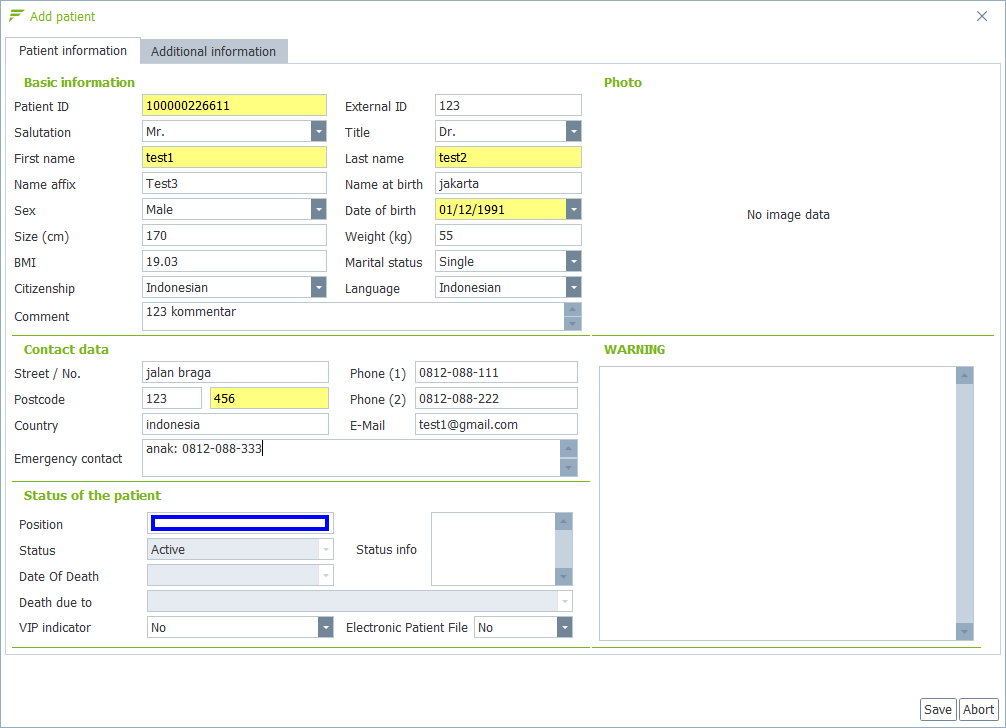 Add patient
Patient information Additional information
Basic information Photo
Patient ID 100000226611 External ID 123
Salutation Mr. Title Dr.
First name test1 Last name test2
Name affix Test3 Name at birth jakarta
Sex Male Date of birth 01/12/1991
No image data
Size (cm) 170 Weight (kg) 55
BMI 19.03 Marital status Single
Citizenship Indonesian Language Indonesian
Comment 123 kommentar
Contact data WARNING
Street / No. jalan braga Phone (1) 0812-088-111
Postcode 123 456 Phone (2) 0812-088-222
Country indonesia E-Mail test1@gmail.com
Emergency contact anak: 0812-088-333
Status of the patient
Position
Status Active Status info
Date Of Death
Death due to
VIP indicator No Electronic Patient File No
Save Abort